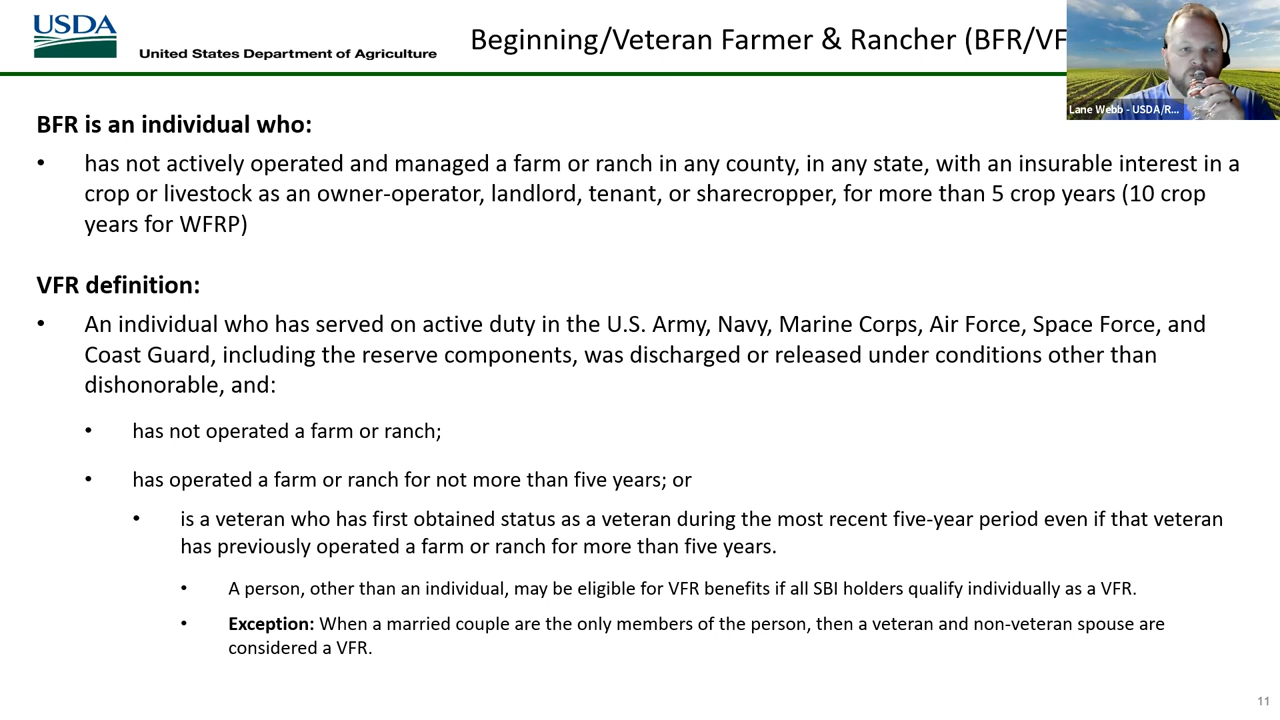 USDA
United States Department of Agriculture
Beginning/Veteran Farmer & Rancher (BFR/VF
Lane Webb - USDA/R...
BFR is an individual who:
• has not actively operated and managed a farm or ranch in any county, in any state, with an insurable interest in a
crop or livestock as an owner-operator, landlord, tenant, or sharecropper, for more than 5 crop years (10 crop
years for WFRP)
VFR definition:
• An individual who has served on active duty in the U.S. Army, Navy, Marine Corps, Air Force, Space Force, and
Coast Guard, including the reserve components, was discharged or released under conditions other than
dishonorable, and:
• has not operated a farm or ranch;
• has operated a farm or ranch for not more than five years; or
• is a veteran who has first obtained status as a veteran during the most recent five-year period even if that veteran
has previously operated a farm or ranch for more than five years.
• A person, other than an individual, may be eligible for VFR benefits if all SBI holders qualify individually as a VFR.
• Exception: When a married couple are the only members of the person, then a veteran and non-veteran spouse are
considered a VFR.
11